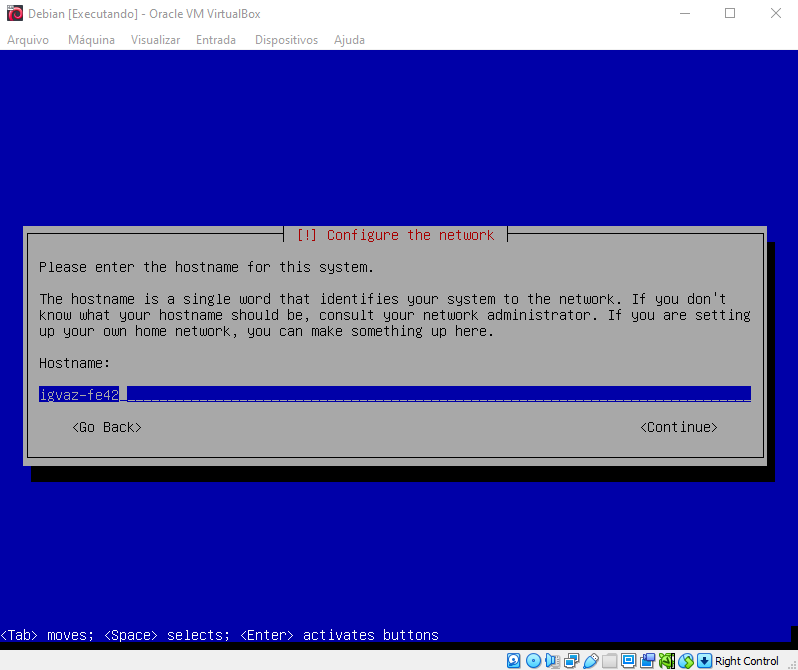 Debian [Executando] - Oracle VM VirtualBox
Arquivo Máquina Visualizar Entrada Dispositivos Ajuda
[!] Configure the network
Please enter the hostname for this system.
The hostname is a single word that identifies your system to the network. If you don't
know what your hostname should be, consult your network administrator. If you are setting
up your own home network, you can make something up here.
Hostname:
igvaz-fe42
<Go Back> <Continue>
<Tab> moves; <Space> selects; <Enter> activates buttons
Right Control